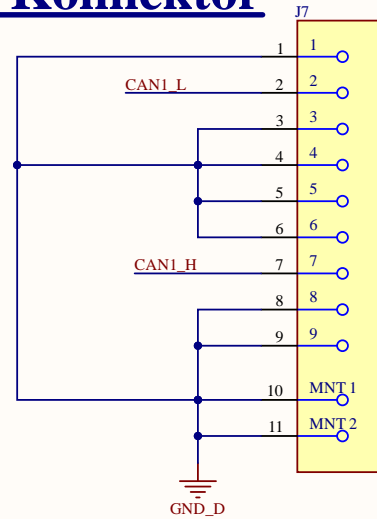 Konnektor
J7
1 1
CAN1_L 2 2
3 3
4 4
5 5
6 6
CAN1_H 7 7
8 8
9 9
10 MNT 1
11 MNT 2
GND_D